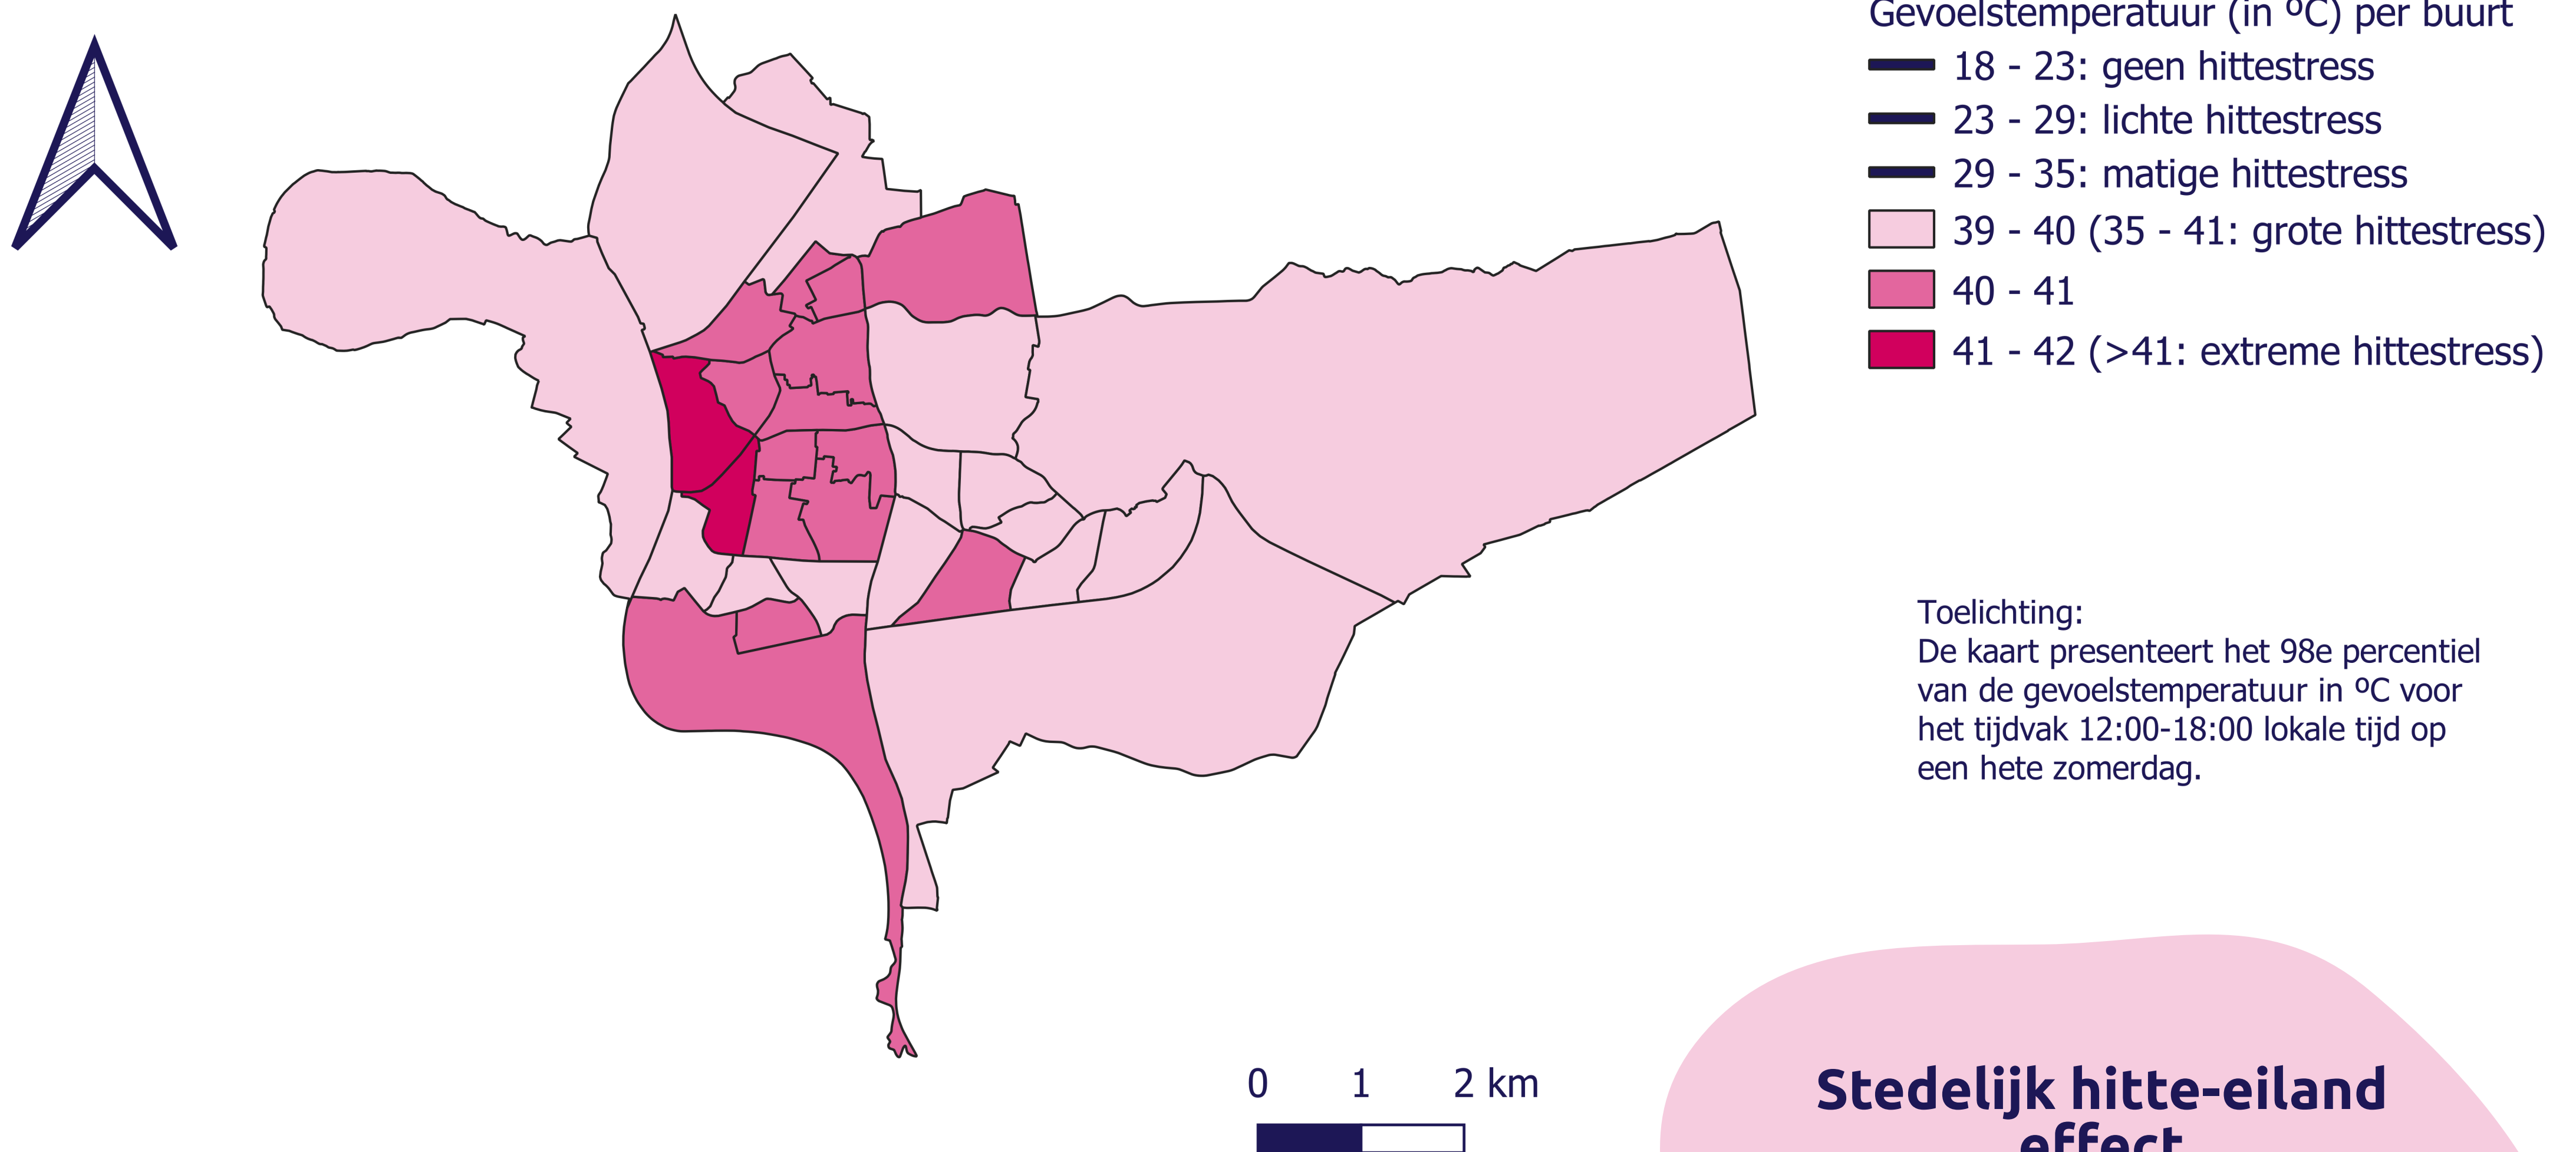 Gevoelstemperatuur (in ºC) per buurt
18 - 23: geen hittestress
23 - 29: lichte hittestress
29 - 35: matige hittestress
39 - 40 (35 - 41: grote hittestress)
40 - 41
41 - 42 (>41: extreme hittestress)
Toelichting:
De kaart presenteert het 98e percentiel
van de gevoelstemperatuur in ºC voor
het tijdvak 12:00-18:00 lokale tijd op
een hete zomerdag.
0 1 2 km
Stedelijk hitte-eiland
effect